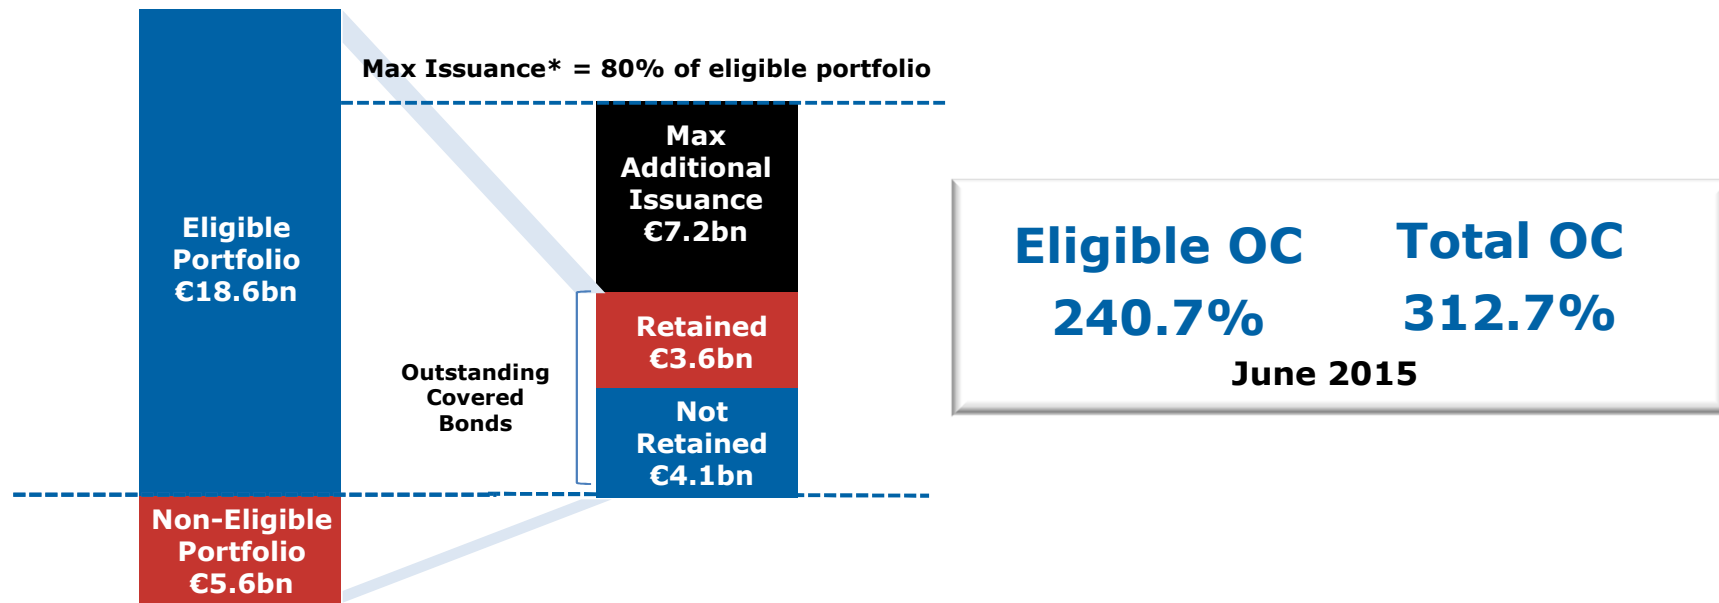 Max Issuance* = 80% of eligible portfolio
Eligible
Portfolio
€18.6bn
Non-Eligible
Portfolio
€5.6bn
Max
Additional
Issuance
€7.2bn
Retained
€3.6bn
Not
Retained
€4.1bn
Outstanding
Covered
Bonds
Eligible OC
240.7%
Total OC
312.7%
June 2015